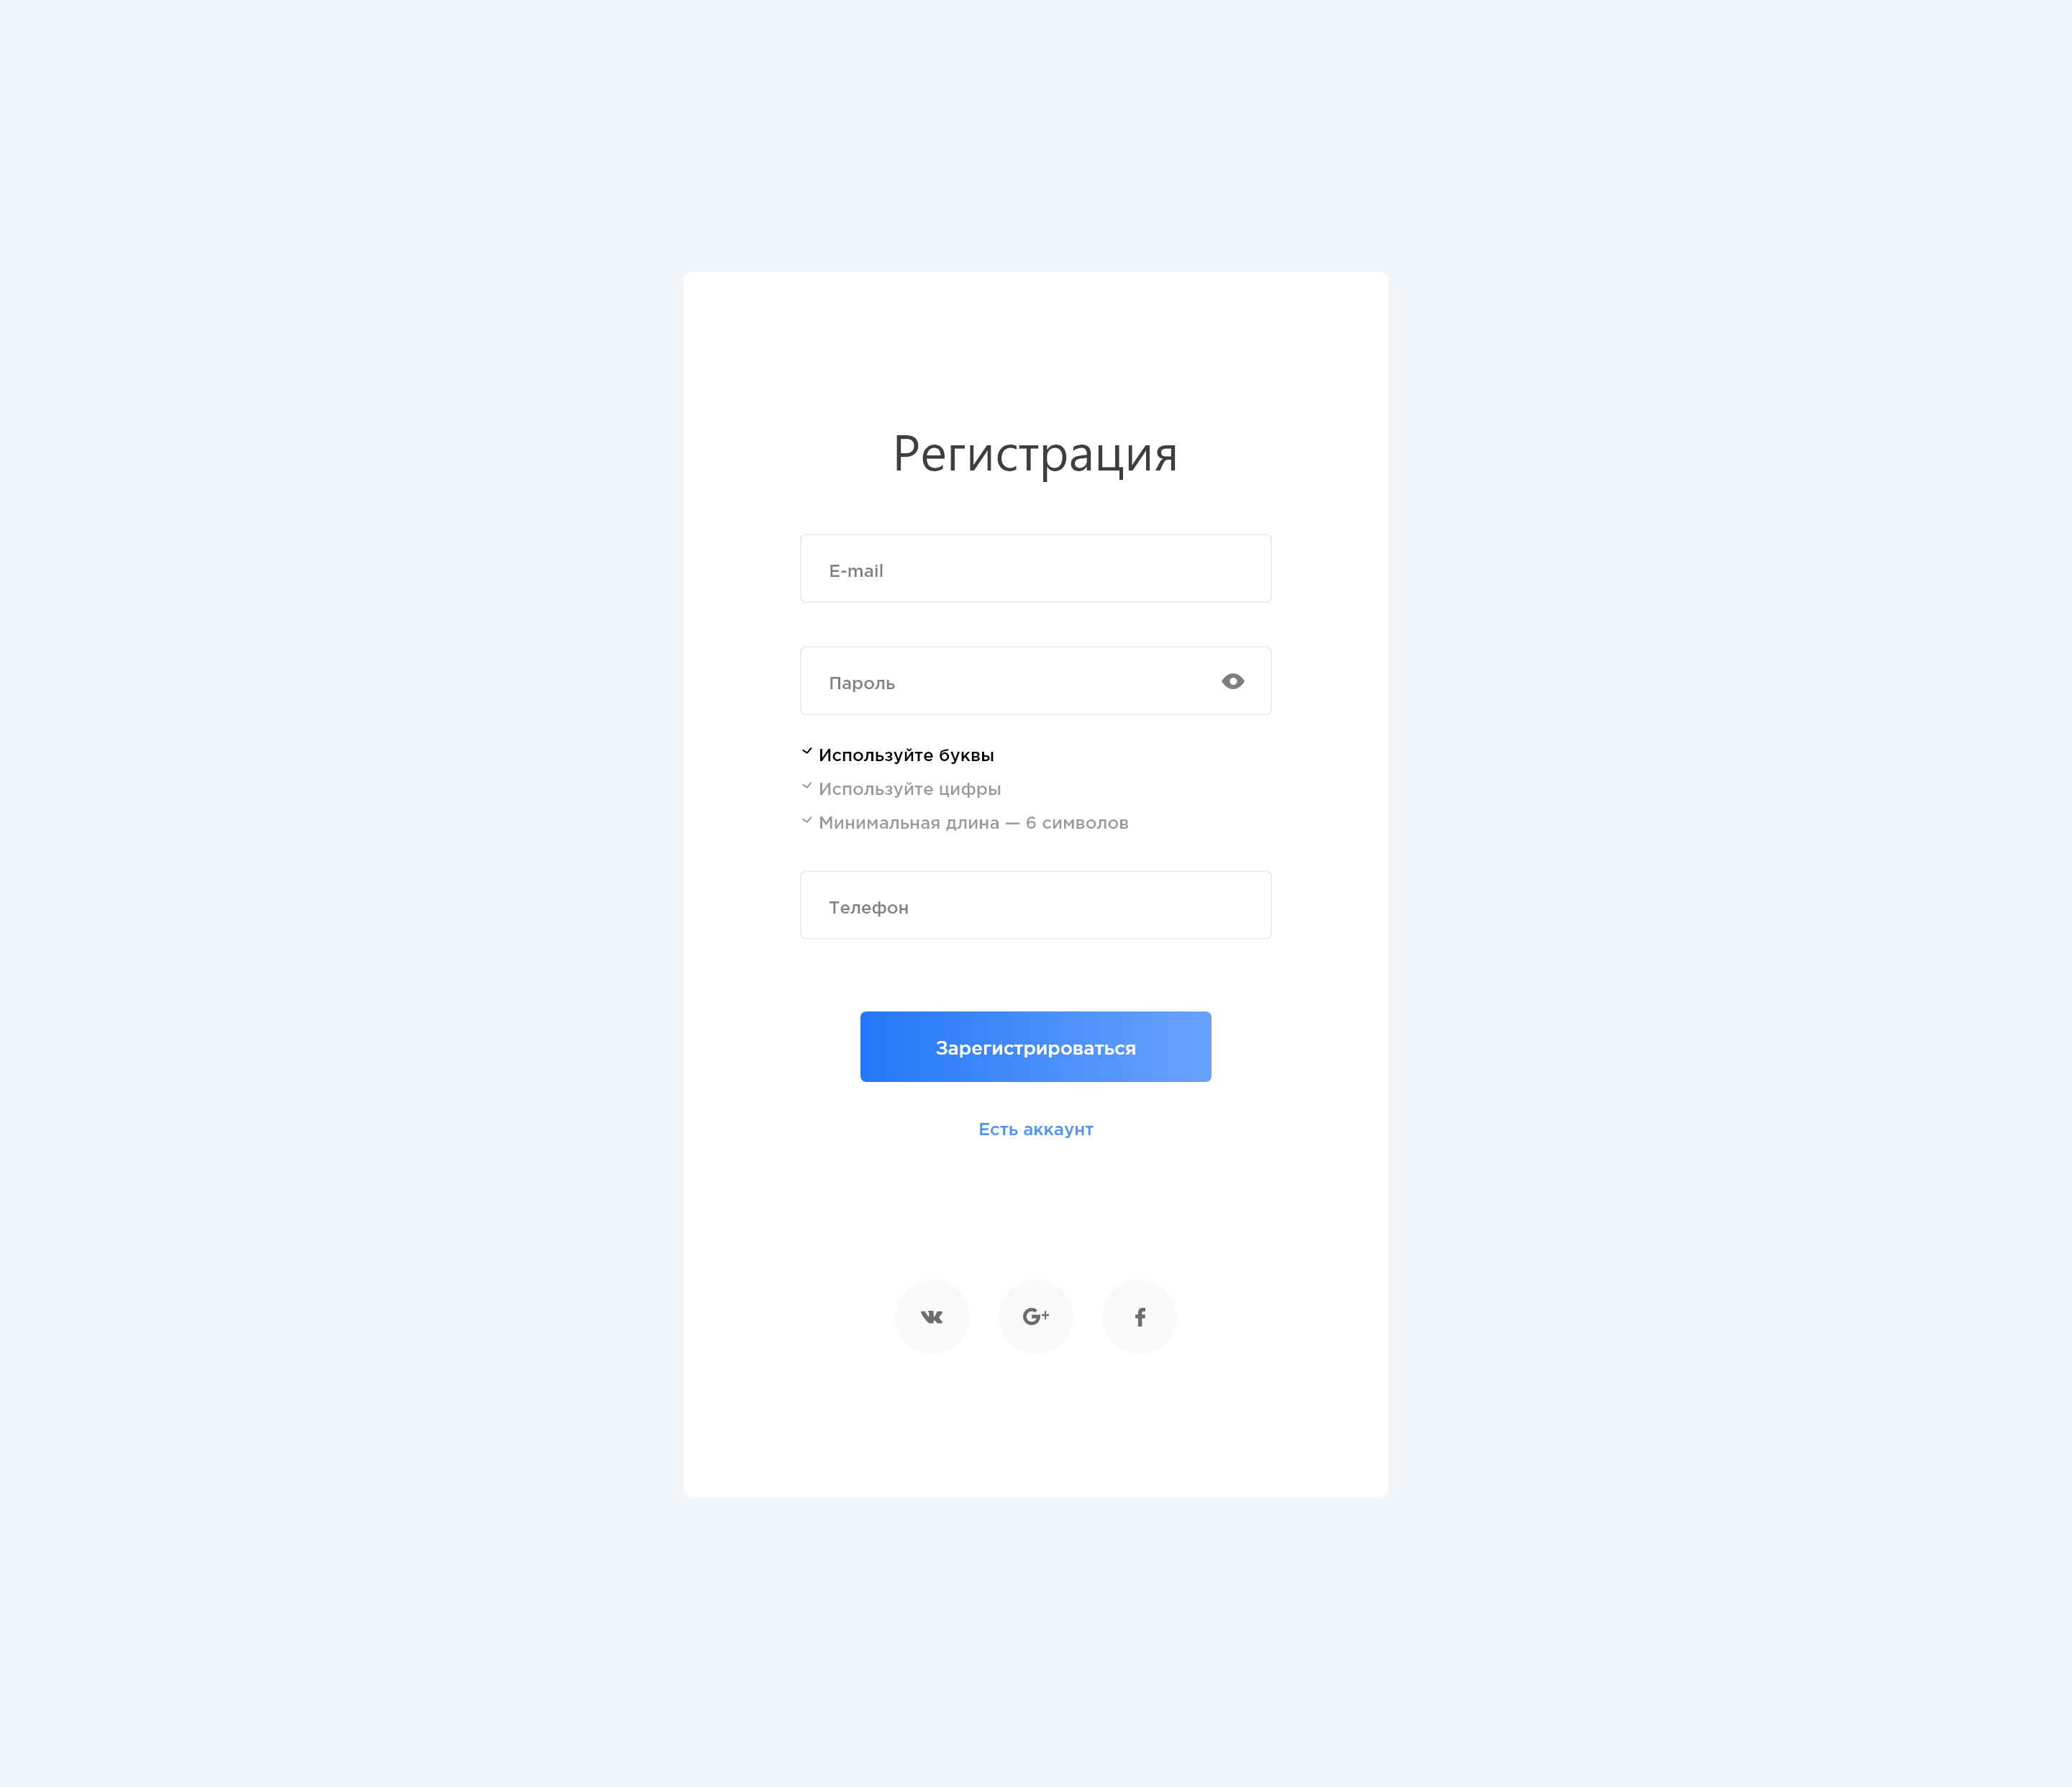 Регистрация
E-mail
Пароль
Используйте буквы
Используйте цифры
Минимальная длина — 6 символов
Телефон
Зарегистрироваться
Есть аккаунт
G+
f